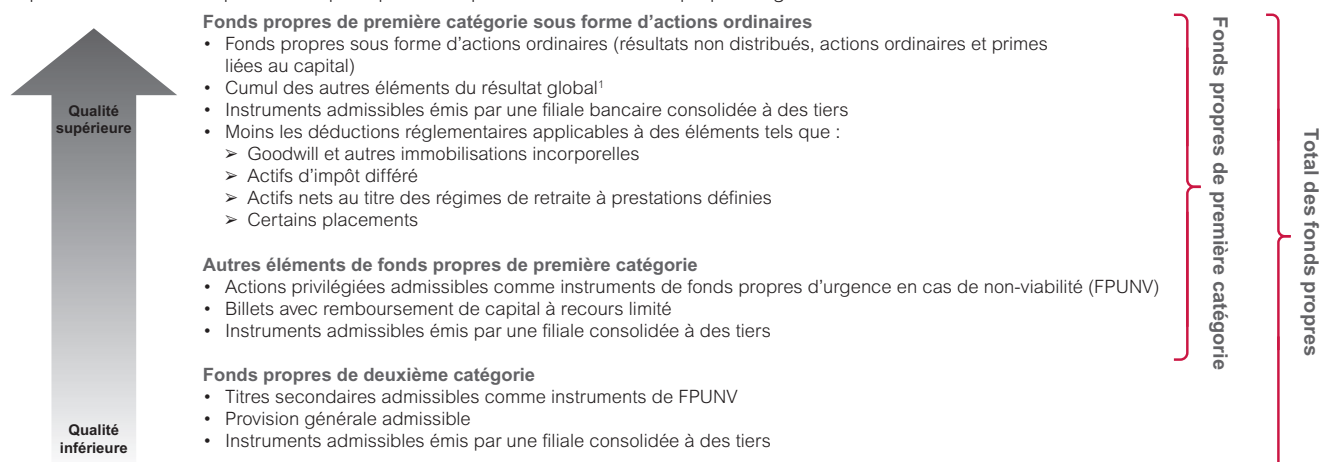 Fonds propres de première catégorie sous forme d'actions ordinaires
• Fonds propres sous forme d'actions ordinaires (résultats non distribués, actions ordinaires et primes
liées au capital)
• Cumul des autres éléments du résultat global¹
• Instruments admissibles émis par une filiale bancaire consolidée à des tiers
• Moins les déductions réglementaires applicables à des éléments tels que :
➢ Goodwill et autres immobilisations incorporelles
➢ Actifs d'impôt différé
➢ Actifs nets au titre des régimes de retraite à prestations définies
➢ Certains placements
Autres éléments de fonds propres de première catégorie
• Actions privilégiées admissibles comme instruments de fonds propres d'urgence en cas de non-viabilité (FPUNV)
• Billets avec remboursement de capital à recours limité
• Instruments admissibles émis par une filiale consolidée à des tiers
Fonds propres de deuxième catégorie
• Titres secondaires admissibles comme instruments de FPUNV
• Provision générale admissible
• Instruments admissibles émis par une filiale consolidée à des tiers
Qualité
supérieure
Qualité
inférieure
Fonds propres de première catégorie
Total des fonds propres